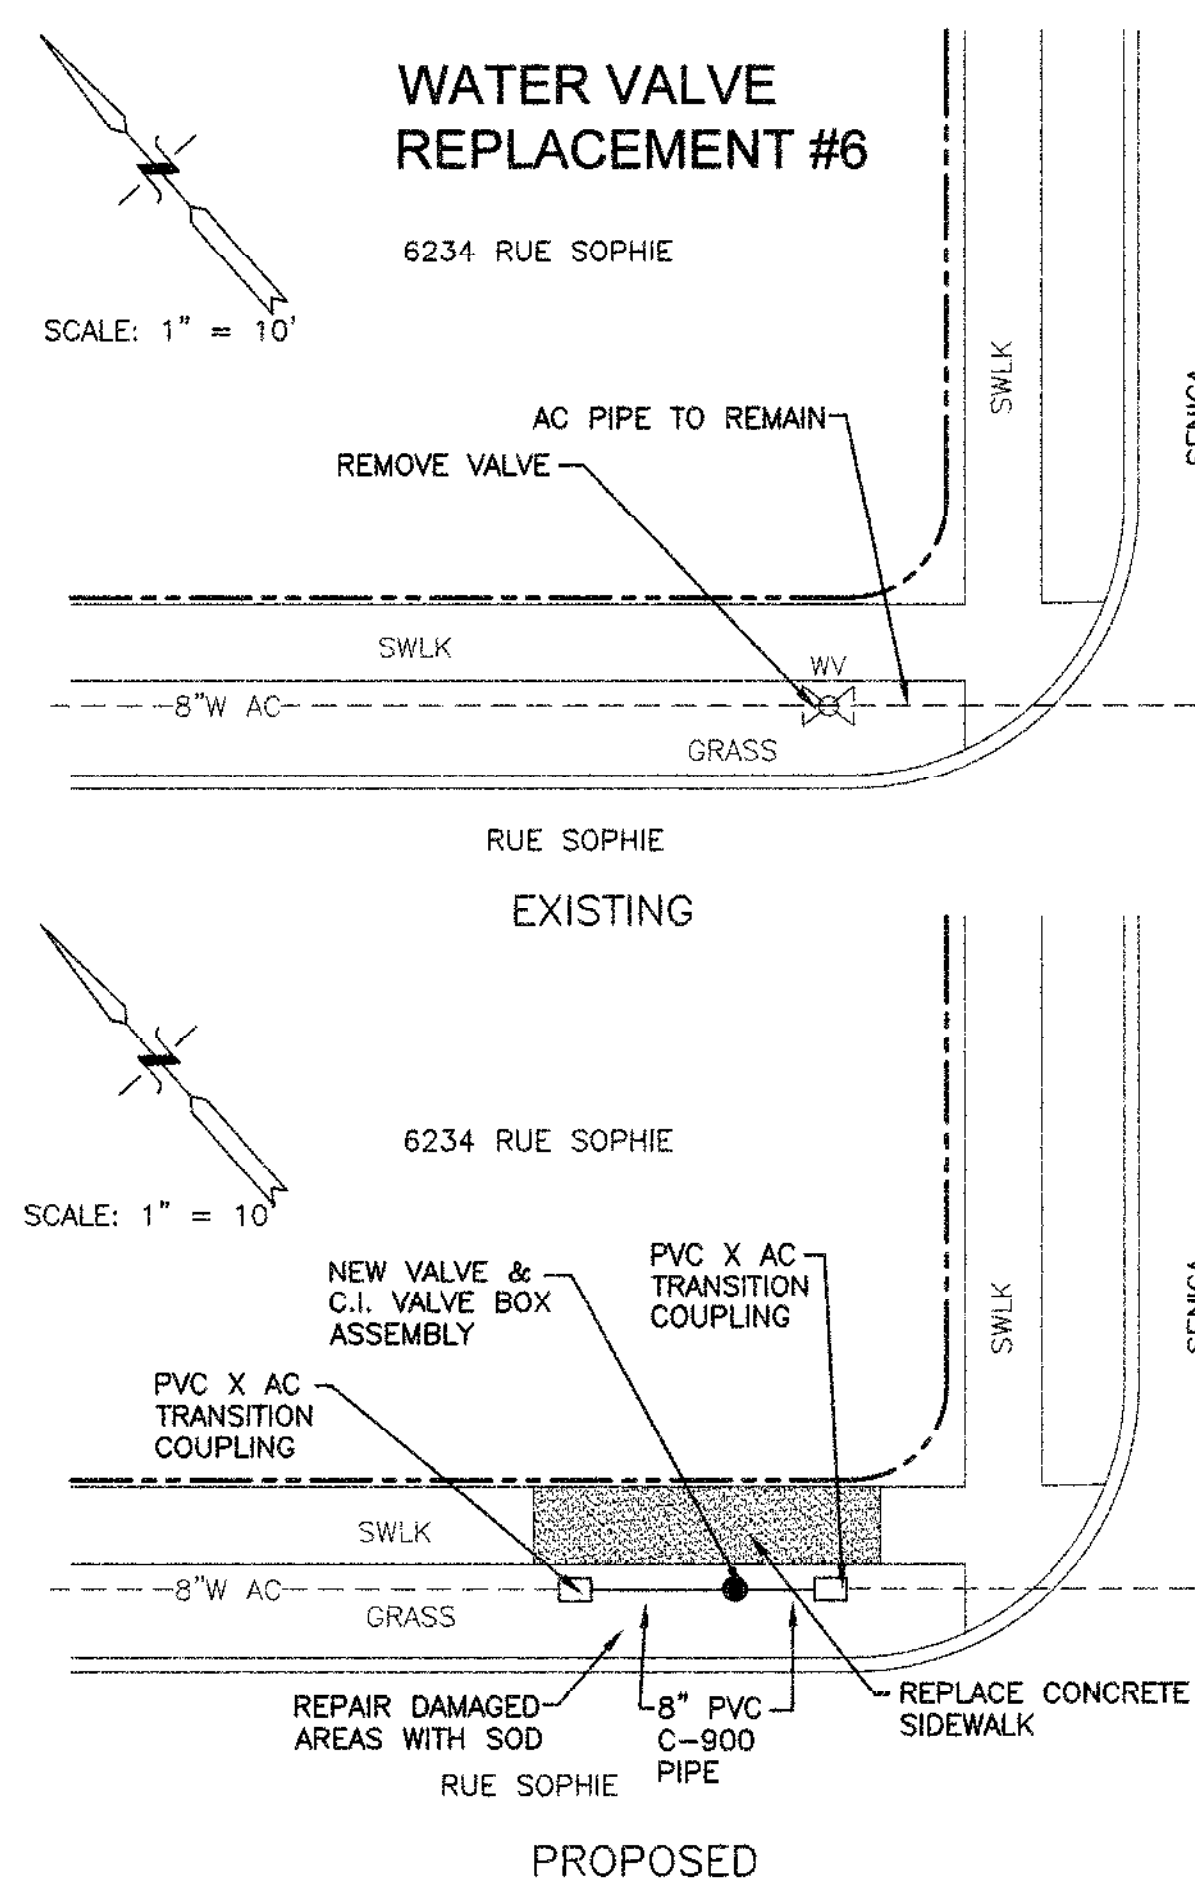 WATER VALVE
REPLACEMENT #6
6234 RUE SOPHIE
SCALE: 1" = 10'
SWLK
AC PIPE TO REMAIN
REMOVE VALVE
SWLK
WV
8"W AC
GRASS
RUE SOPHIE
EXISTING
6234 RUE SOPHIE
SCALE: 1" = 10'
NEW VALVE &
C.I. VALVE BOX
ASSEMBLY
PVC X AC
TRANSITION
COUPLING
SWLK
PVC X AC
TRANSITION
COUPLING
SWLK
8"W AC
GRASS
REPAIR DAMAGED
AREAS WITH SOD
8" PVC
C-900
PIPE
REPLACE CONCRETE
SIDEWALK
RUE SOPHIE
PROPOSED